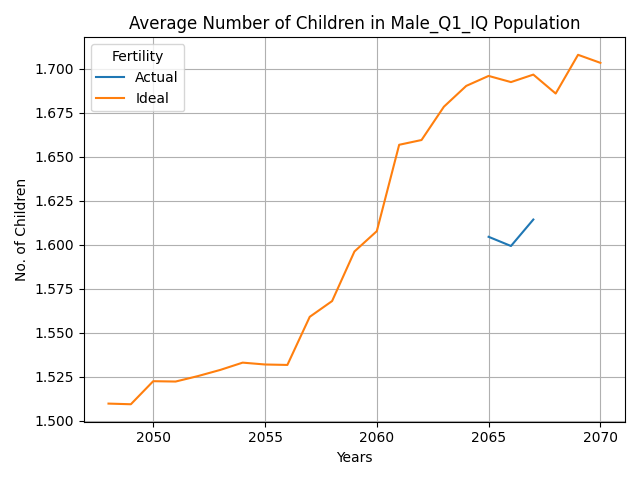 Average Number of Children in Male_Q1_IQ Population
Fertility
Actual
Ideal
No. of Children
1.700
1.675
1.650
1.625
1.600
1.575
1.550
1.525
1.500
2050
2055
2060
2065
2070
Years